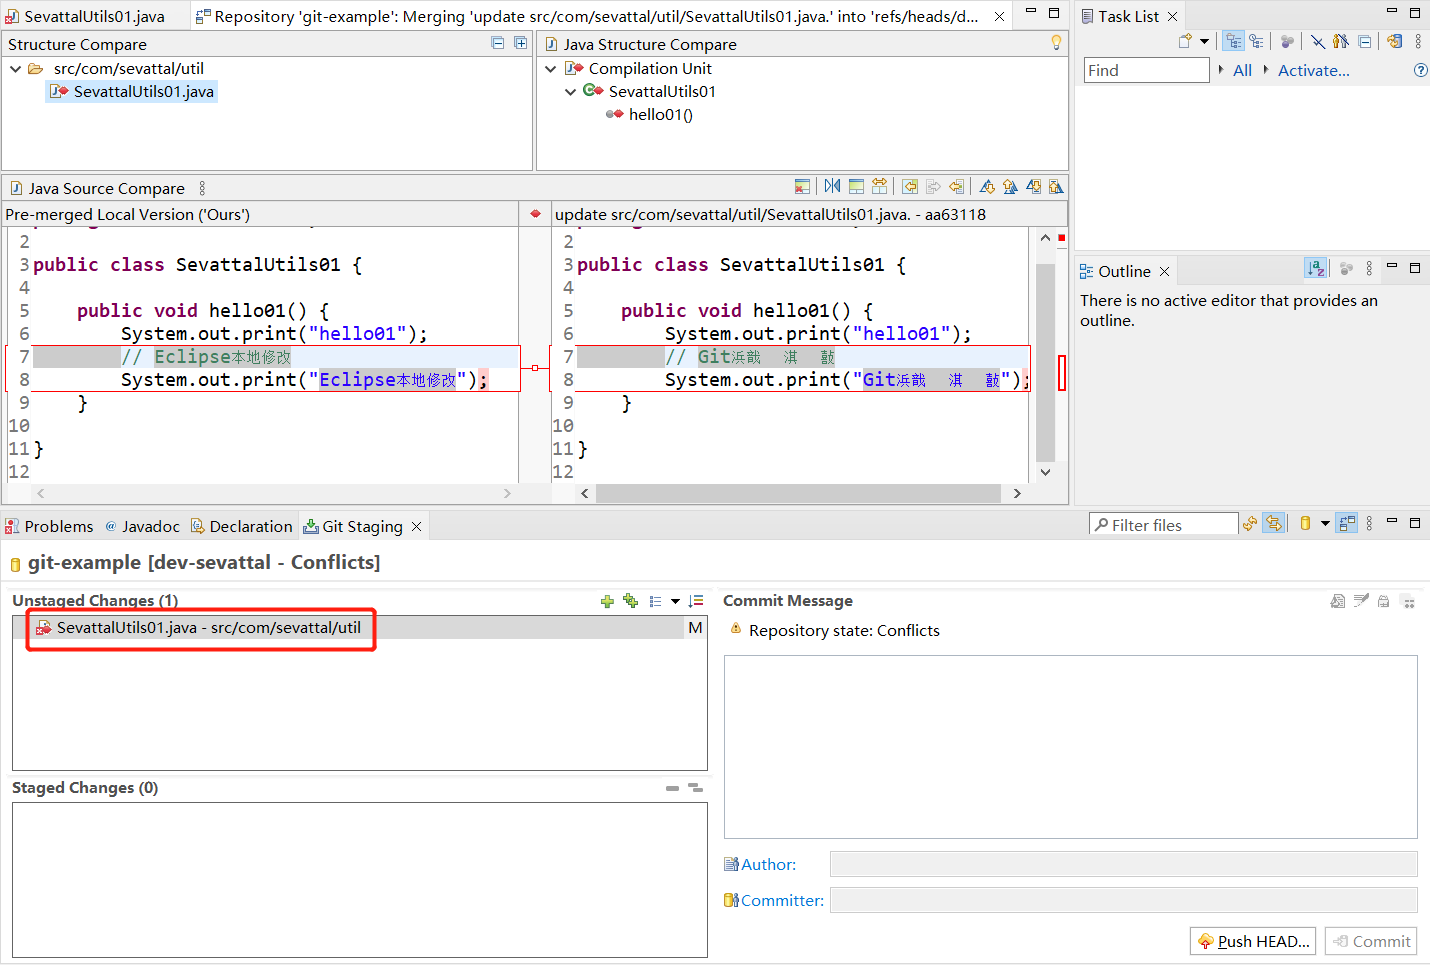 SevattalUtils01.java
Repository 'git-example': Merging 'update src/com/sevattal/util/SevattalUtils01.java.' into 'refs/heads/d...
Task List
Structure Compare
Java Structure Compare
src/com/sevattal/util
SevattalUtils01.java
Compilation Unit
SevattalUtils01
hello01()
Find
All
Activate...
Java Source Compare
Pre-merged Local Version ('Ours')
update src/com/sevattal/util/SevattalUtils01.java. - aa63118
2
3 public class SevattalUtils01 {
4
5 public void hello01() {
6 System.out.print("hello01");
7 // Eclipse本地修改
8 System.out.print("Eclipse本地修改");
9 }
10
11 }
12
2
3 public class SevattalUtils01 {
4
5 public void hello01() {
6 System.out.print("hello01");
7 // Git浜戠 淇 敼
8 System.out.print("Git浜戠 淇 敼");
9 }
10
11 }
12
Outline
There is no active editor that provides an
outline.
Problems
@ Javadoc
Declaration
Git Staging
Filter files
git-example [dev-sevattal - Conflicts]
Unstaged Changes (1)
SevattalUtils01.java - src/com/sevattal/util
M
Staged Changes (0)
Commit Message
Repository state: Conflicts
Author:
Committer:
Push HEAD...
Commit